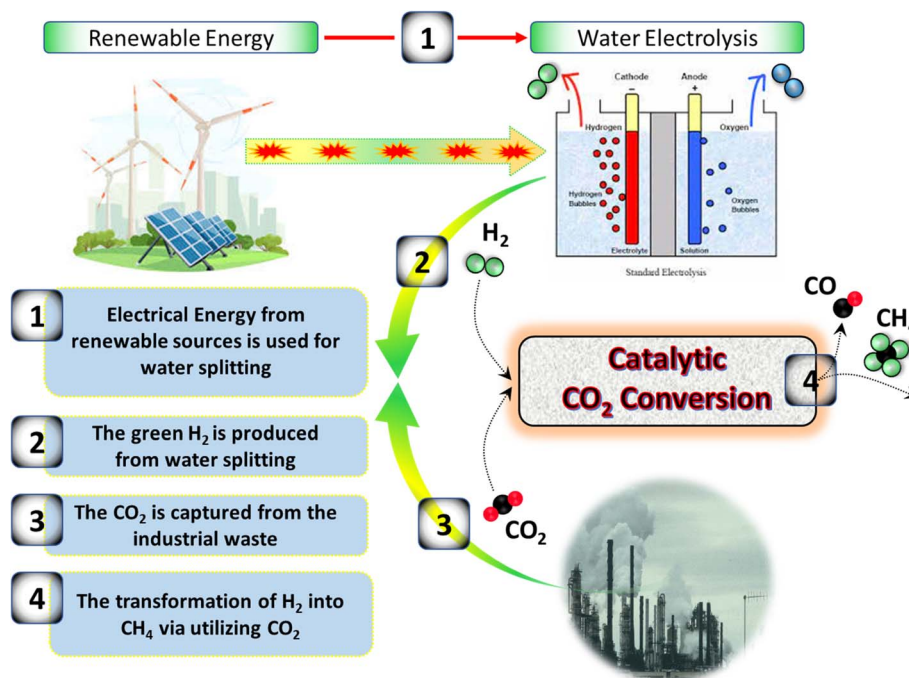 Renewable Energy
1
Water Electrolysis
Cathode
−
Anode
+
Hydrogen
Oxygen
Hydrogen
Bubbles
Oxygen
Bubbles
Electrolyte
Solution
Standard Electrolysis
2
H₂
CO
CH
Catalytic
CO₂ Conversion
4
3
CO₂
1
Electrical Energy from
renewable sources is used for
water splitting
2
The green H₂ is produced
from water splitting
3
The CO₂ is captured from the
industrial waste
4
The transformation of H₂ into
CH₄ via utilizing CO₂